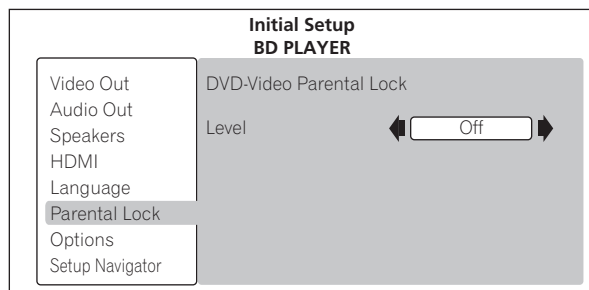 Initial Setup
BD PLAYER
Video Out
Audio Out
Speakers
HDMI
Language
Parental Lock
Options
Setup Navigator
DVD-Video Parental Lock
Level
Off